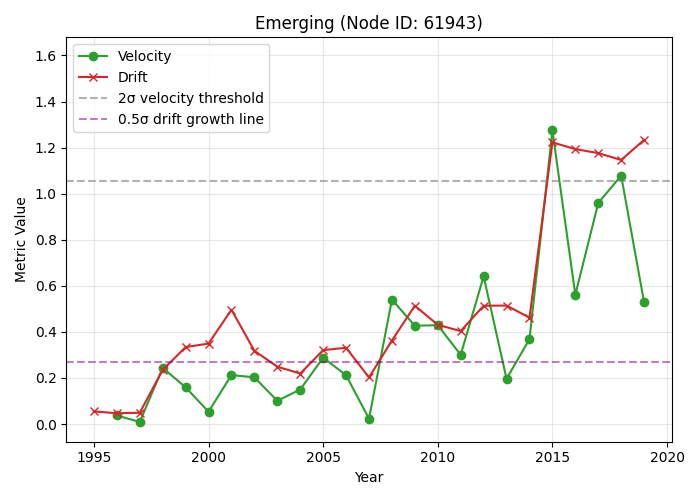 Emerging (Node ID: 61943)
Velocity
Drift
2σ velocity threshold
0.5σ drift growth line
Metric Value
1.6
1.4
1.2
1.0
0.8
0.6
0.4
0.2
0.0
1995 2000 2005 2010 2015 2020
Year